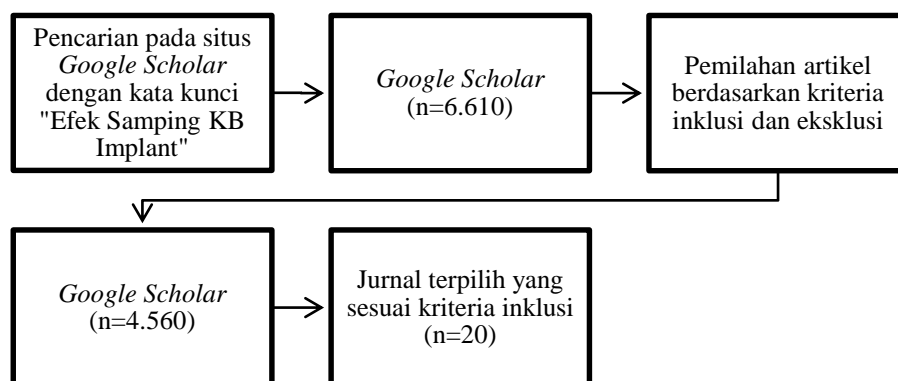 Pencarian pada situs
Google Scholar
dengan kata kunci
"Efek Samping KB
Implant"
Google Scholar
(n=6.610)
Pemilahan artikel
berdasarkan kriteria
inklusi dan eksklusi
Google Scholar
(n=4.560)
Jurnal terpilih yang
sesuai kriteria inklusi
(n=20)